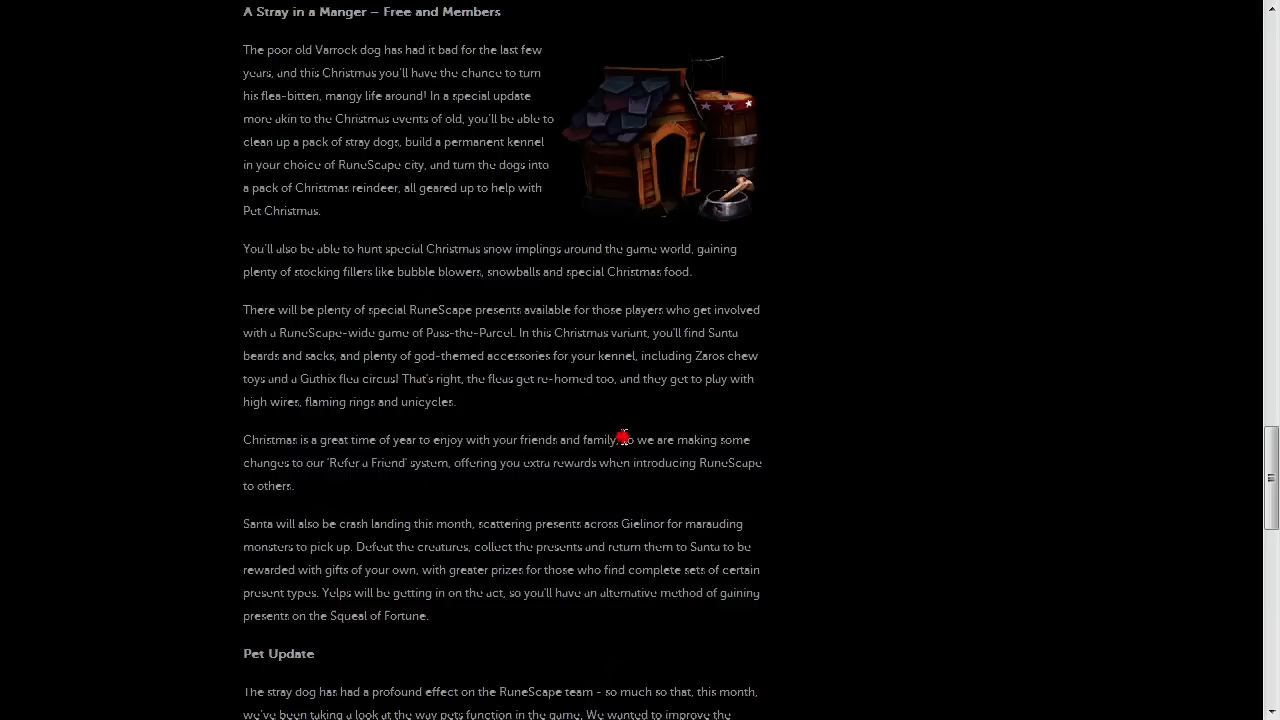 A Stray in a Manger – Free and Members
The poor old Varrock dog has had it bad for the last few
years, and this Christmas you'll have the chance to turn
his flea-bitten, mangy life around! In a special update
more akin to the Christmas events of old, you'll be able to
clean up a pack of stray dogs, build a permanent kennel
in your choice of RuneScape city, and turn the dogs into
a pack of Christmas reindeer, all geared up to help with
Pet Christmas.
You'll also be able to hunt special Christmas snow implings around the game world, gaining
plenty of stocking fillers like bubble blowers, snowballs and special Christmas food.
There will be plenty of special RuneScape presents available for those players who get involved
with a RuneScape-wide game of Pass-the-Parcel. In this Christmas variant, you'll find Santa
beards and sacks, and plenty of god-themed accessories for your kennel, including Zaros chew
toys and a Guthix flea circus! That's right, the fleas get re-homed too, and they get to play with
high wires, flaming rings and unicycles.
Christmas is a great time of year to enjoy with your friends and family, so we are making some
changes to our 'Refer a Friend' system, offering you extra rewards when introducing RuneScape
to others.
Santa will also be crash landing this month, scattering presents across Gielinor for marauding
monsters to pick up. Defeat the creatures, collect the presents and return them to Santa to be
rewarded with gifts of your own, with greater prizes for those who find complete sets of certain
present types. Yelps will be getting in on the act, so you'll have an alternative method of gaining
presents on the Squeal of Fortune.
Pet Update
The stray dog has had a profound effect on the RuneScape team - so much so that, this month,
we've been taking a look at the way pets function in the game. We wanted to improve the